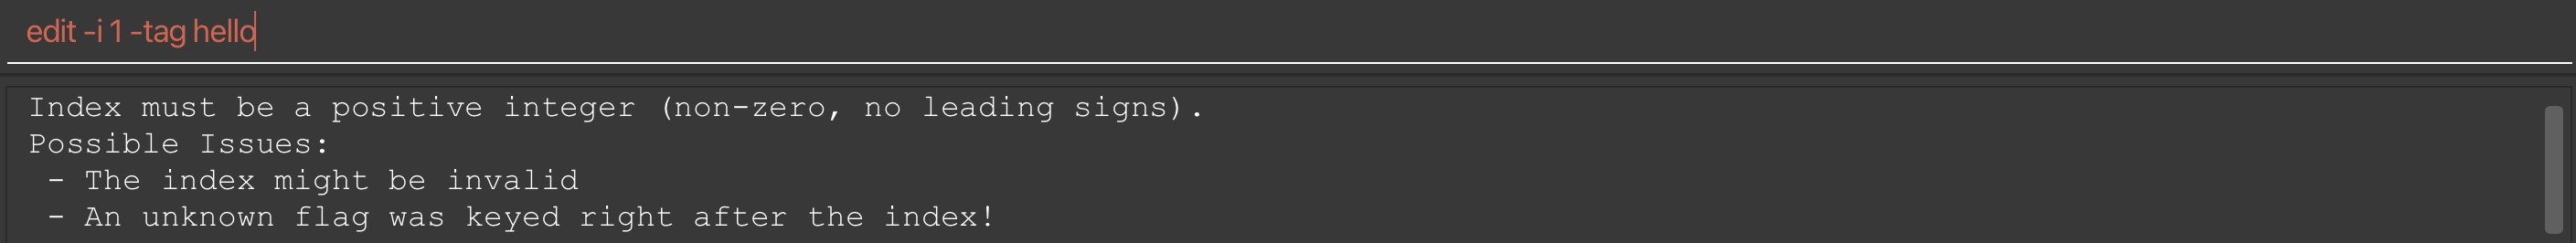 edit -i 1 -tag hello
Index must be a positive integer (non-zero, no leading signs).
Possible Issues:
- The index might be invalid
- An unknown flag was keyed right after the index!